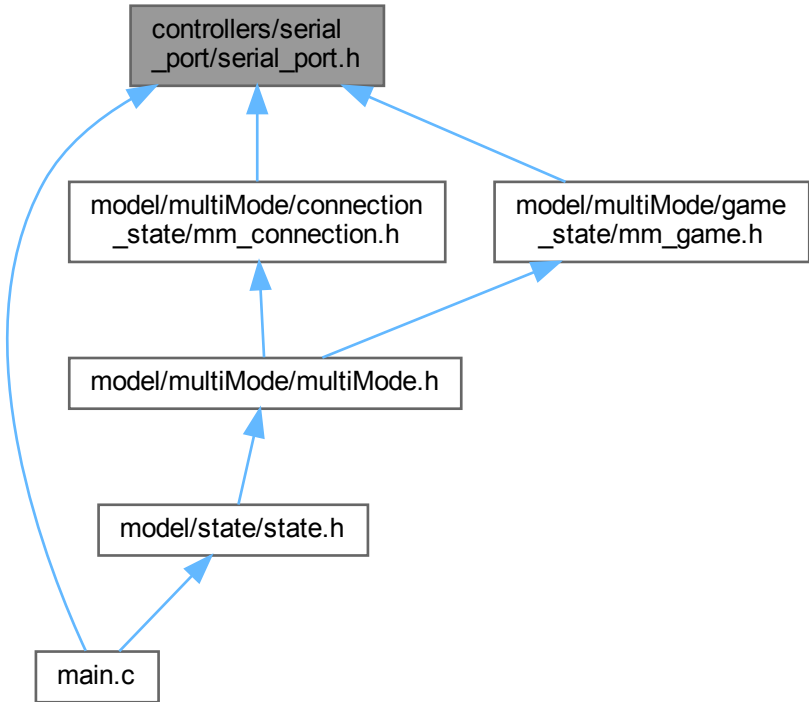 controllers/serial
_port/serial_port.h
model/multiMode/connection
_state/mm_connection.h
model/multiMode/game
_state/mm_game.h
model/multiMode/multiMode.h
model/state/state.h
main.c